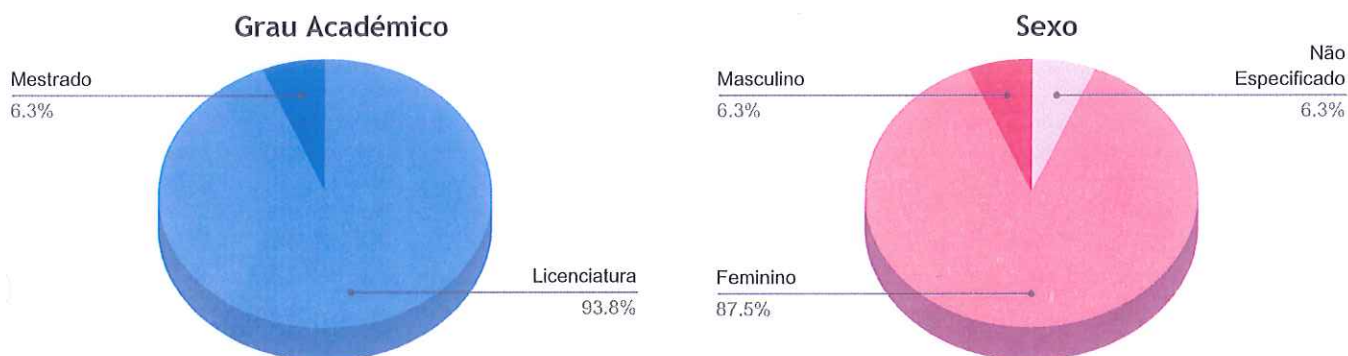 Grau Académico
Mestrado
6.3%
Licenciatura
93.8%
Sexo
Masculino
6.3%
Não
Especificado
6.3%
Feminino
87.5%